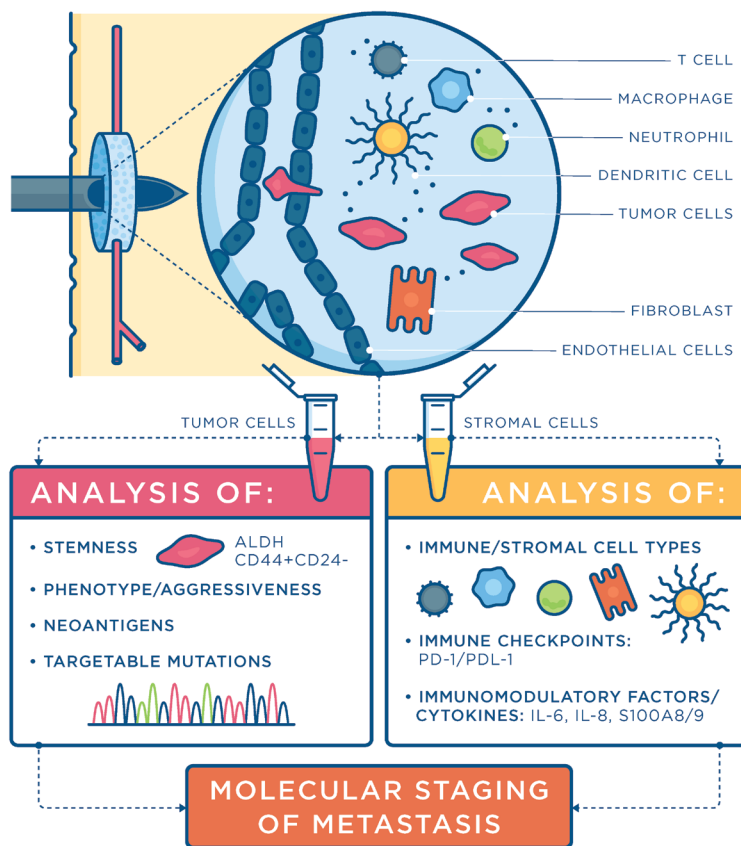 T CELL
MACROPHAGE
NEUTROPHIL
DENDRITIC CELL
TUMOR CELLS
FIBROBLAST
ENDOTHELIAL CELLS
TUMOR CELLS
STROMAL CELLS
ANALYSIS OF:
• STEMNESS
ALDH
CD44+CD24-
• PHENOTYPE/AGGRESSIVENESS
• NEOANTIGENS
• TARGETABLE MUTATIONS
ANALYSIS OF:
• IMMUNE/STROMAL CELL TYPES
• IMMUNE CHECKPOINTS:
PD-1/PDL-1
• IMMUNOMODULATORY FACTORS/
CYTOKINES: IL-6, IL-8, S100A8/9
MOLECULAR STAGING
OF METASTASIS